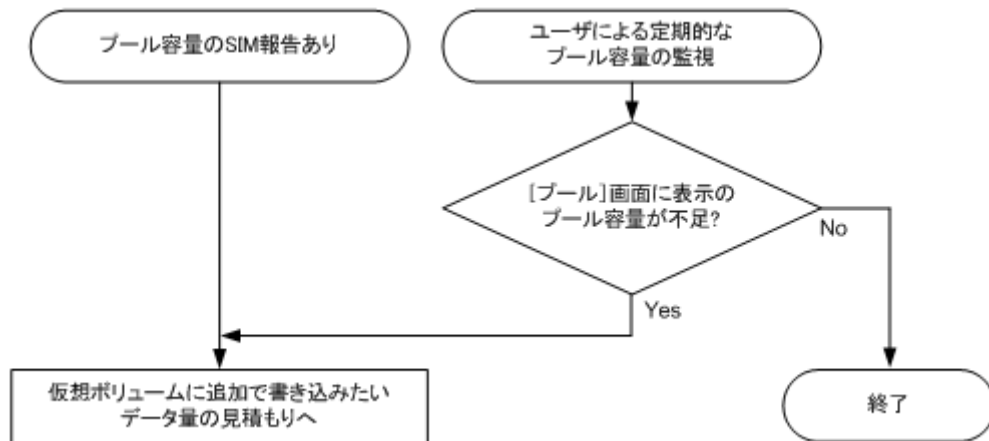 プール容量のSIM報告あり
ユーザによる定期的な
プール容量の監視
[プール]画面に表示の
プール容量が不足?
No
Yes
仮想ボリュームに追加で書き込みたい
データ量の見積もりへ
終了